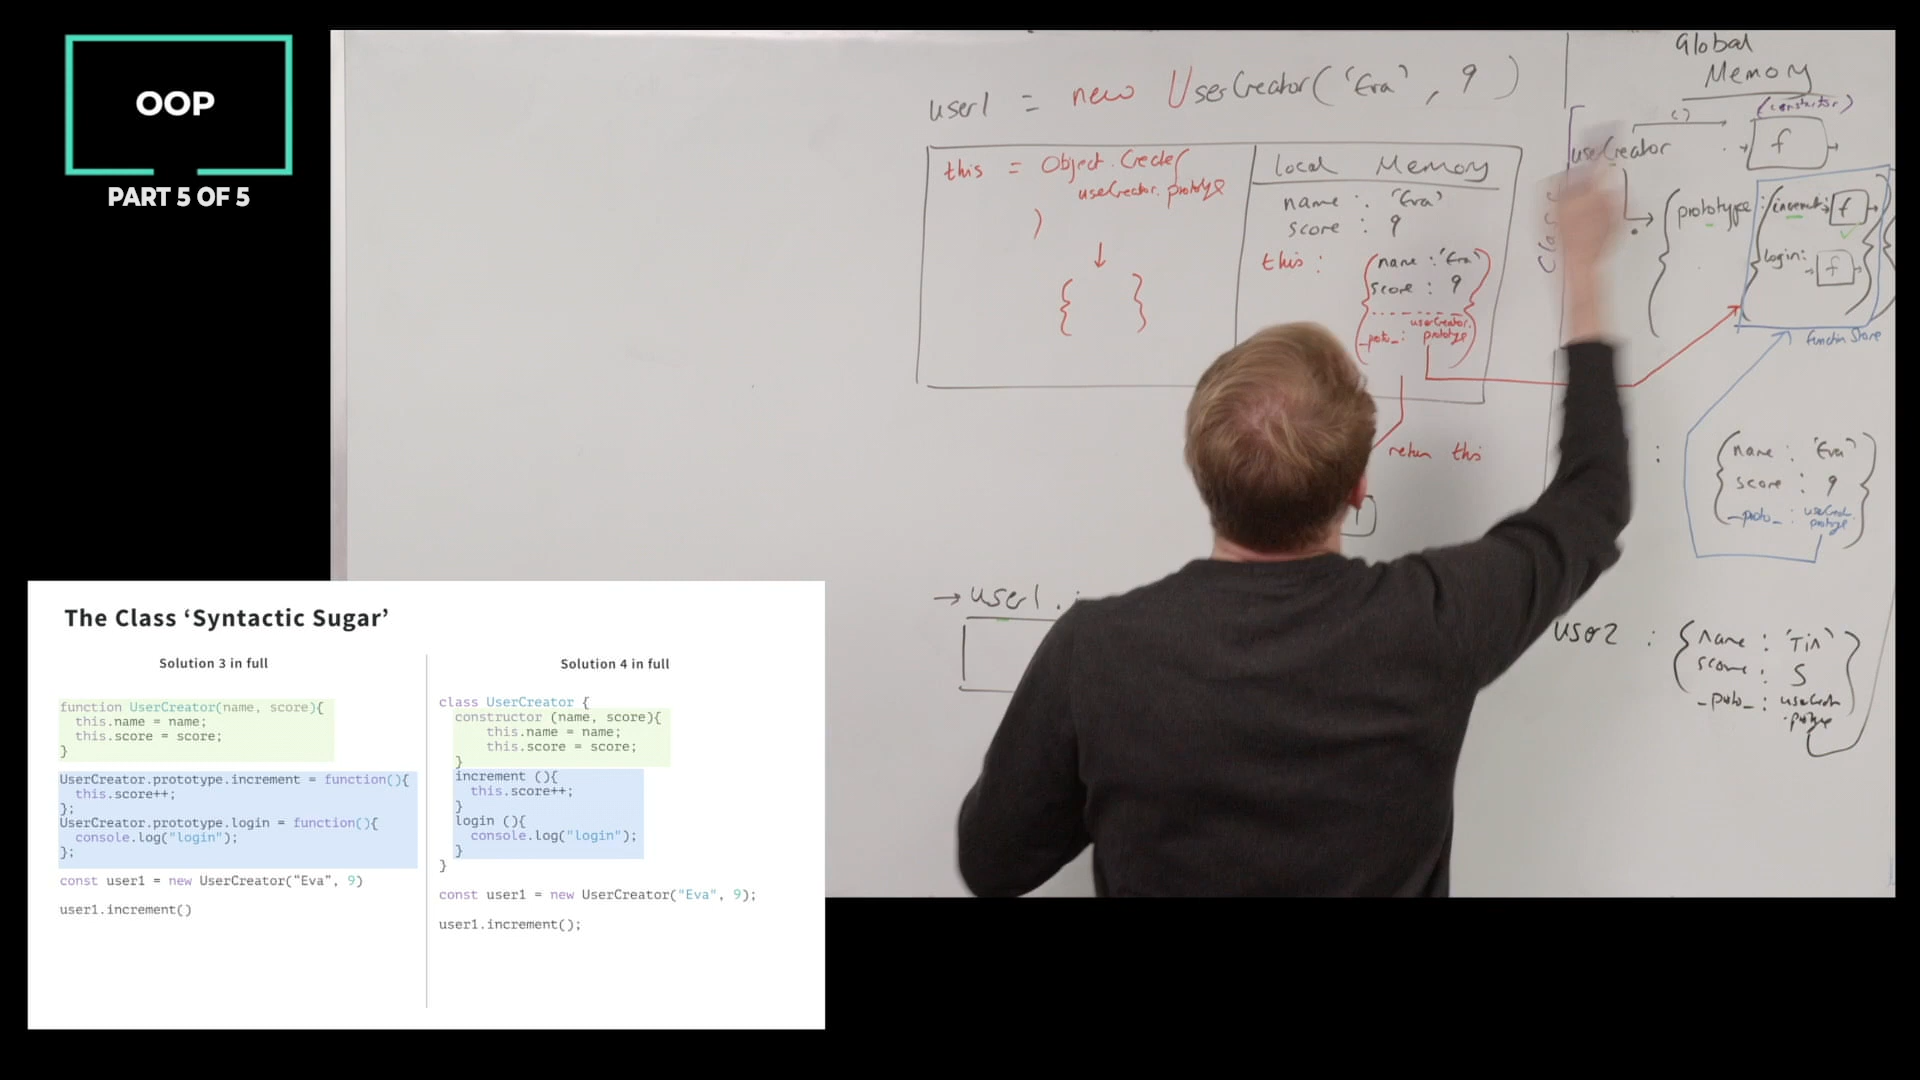 OOP
PART 5 OF 5
user1 = new UserCreator('Eva', 9)
this = Object.Create(
userCreator.prototype
)
{ }
local Memory
name : 'Eva'
score : 9
this : { name : 'Eva'
score : 9
userCreator.
_proto_ : prototype }
return this
→ user1.
Global
Memory
(constructor)
()
userCreator
f
Class
{ prototype : { increment: f
login: f } }
Function Store
: { name : 'Eva'
score : 9
_proto_ : userCreator.
prototype }
user2 : { name : 'Tim'
score : 5
_proto_ : userCreator
.prototype }
The Class ‘Syntactic Sugar’
Solution 3 in full
function UserCreator(name, score){
  this.name = name;
  this.score = score;
}
UserCreator.prototype.increment = function(){
  this.score++;
};
UserCreator.prototype.login = function(){
  console.log("login");
};
const user1 = new UserCreator(“Eva”, 9)
user1.increment()
Solution 4 in full
class UserCreator {
  constructor (name, score){
      this.name = name;
      this.score = score;
  }
  increment (){
    this.score++;
  }
  login (){
    console.log("login");
  }
}
const user1 = new UserCreator("Eva", 9);
user1.increment();